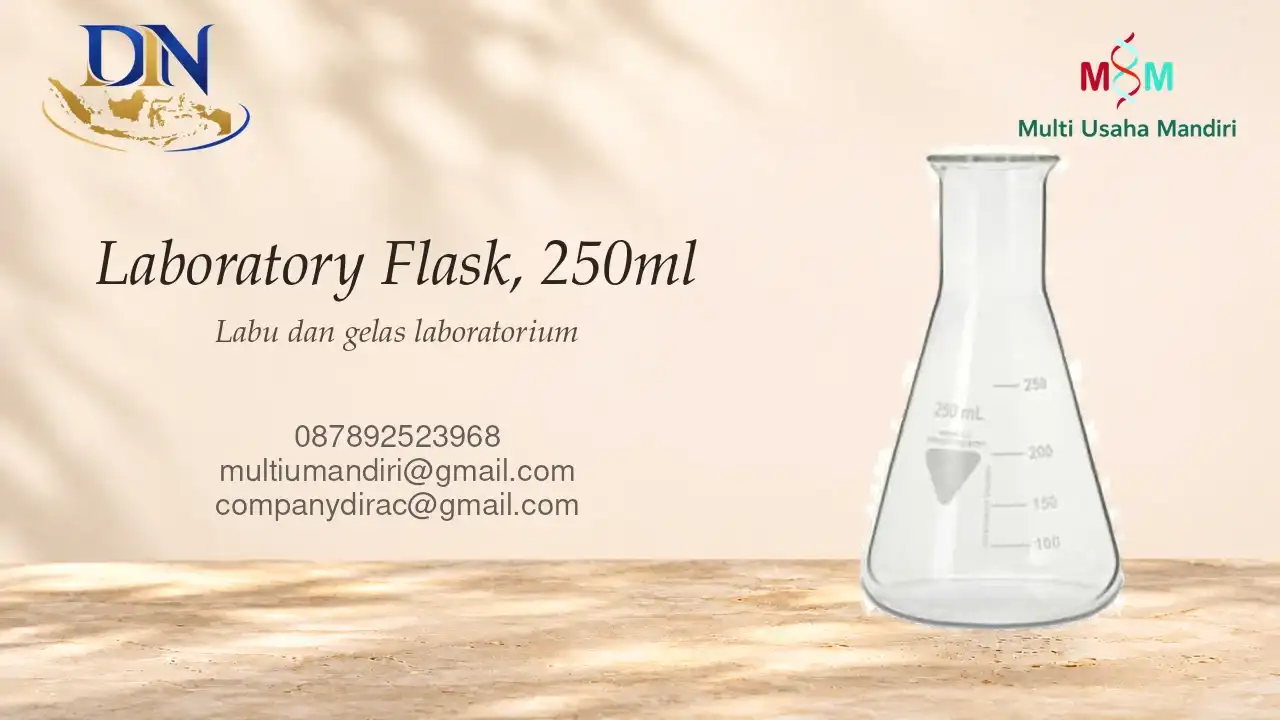 DN
M M
Multi Usaha Mandiri
Laboratory Flask, 250ml
Labu dan gelas laboratorium
087892523968
multiumandiri@gmail.com
companydirac@gmail.com
250
250 mL
200
150
100